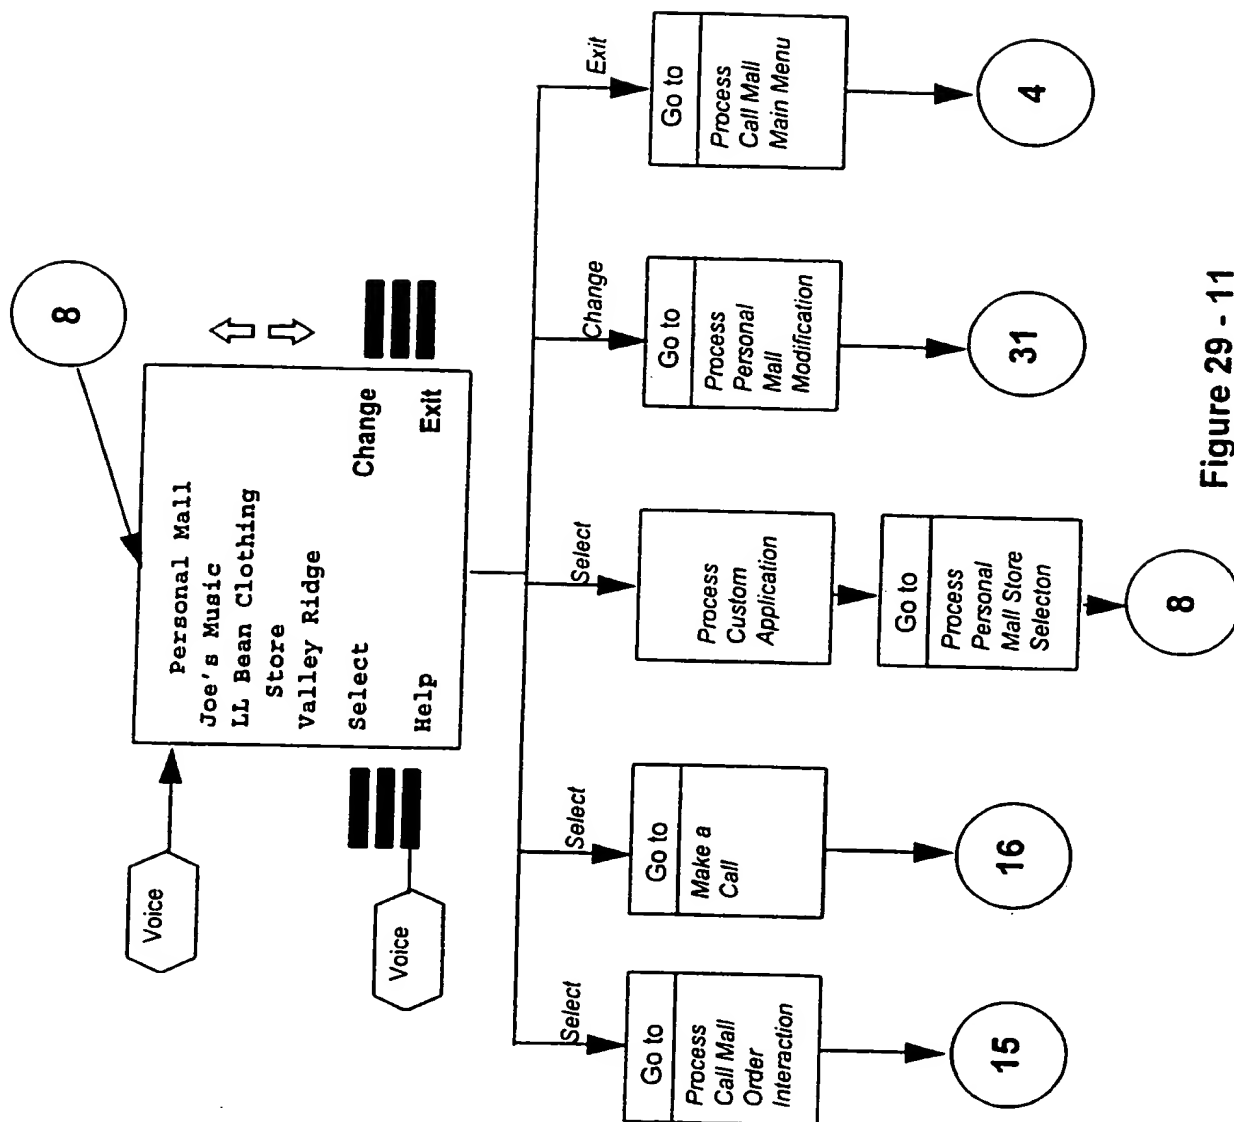 8
Voice
Personal Mall
Joe's Music
LL Bean Clothing
Store
Valley Ridge
Select Change
Help Exit
Voice
Select
Select
Select
Change
Exit
Go to
Process
Call Mall
Order
Interaction
Go to
Make a
Call
Process
Custom
Application
Go to
Process
Personal
Mall
Modification
Go to
Process
Call Mall
Main Menu
Go to
Process
Personal
Mall Store
Selecton
15
16
8
31
4
Figure 29 - 11